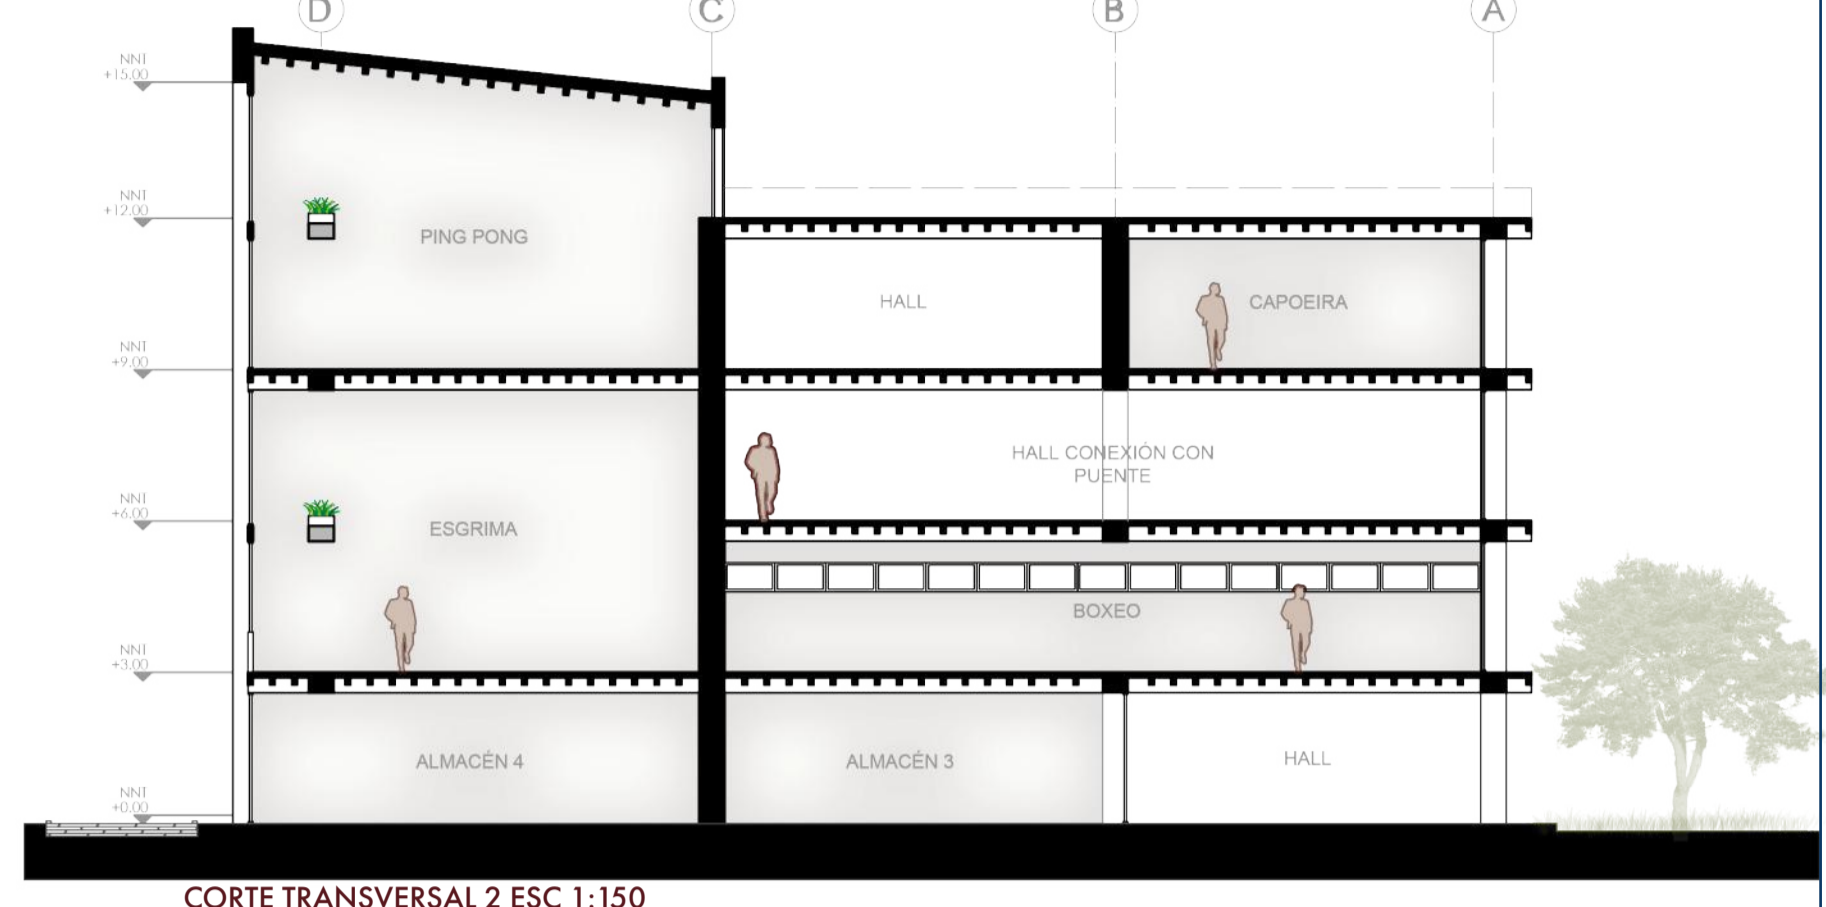 D C B A
NNI
+15.00
NNI
+12.00
PING PONG
HALL
CAPOEIRA
NNI
+9.00
HALL CONEXIÓN CON
PUENTE
NNI
+6.00
ESGRIMA
BOXEO
NNI
+3.00
ALMACÉN 4
ALMACÉN 3
HALL
NNI
+0.00
CORTE TRANSVERSAL 2 ESC 1:150